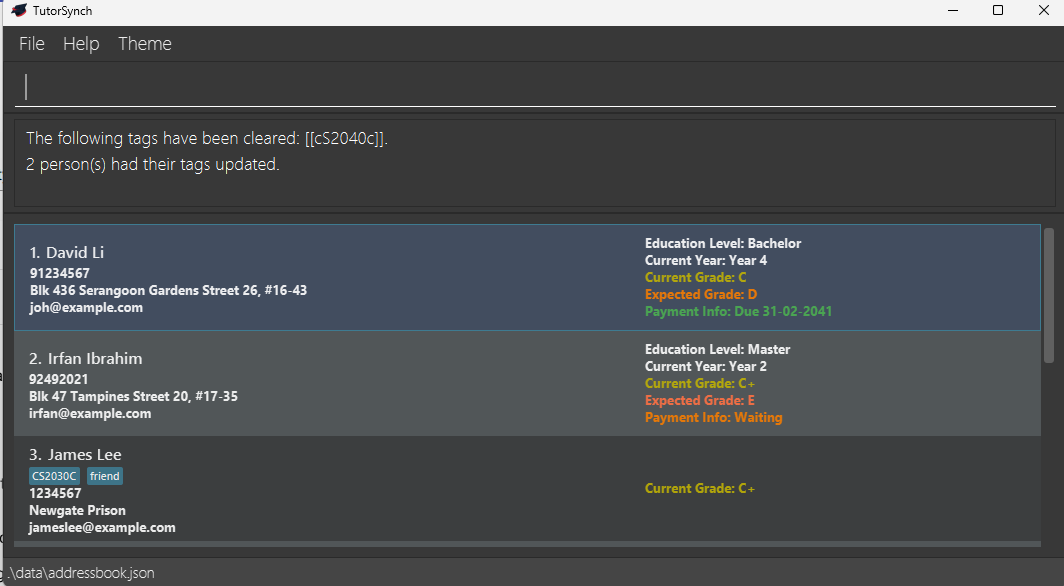 TutorSynch
File Help Theme
The following tags have been cleared: [[cS2040c]].
2 person(s) had their tags updated.
1. David Li
91234567
Blk 436 Serangoon Gardens Street 26, #16-43
joh@example.com
Education Level: Bachelor
Current Year: Year 4
Current Grade: C
Expected Grade: D
Payment Info: Due 31-02-2041
2. Irfan Ibrahim
92492021
Blk 47 Tampines Street 20, #17-35
irfan@example.com
Education Level: Master
Current Year: Year 2
Current Grade: C+
Expected Grade: E
Payment Info: Waiting
3. James Lee
CS2030C friend
1234567
Newgate Prison
jameslee@example.com
Current Grade: C+
.\data\addressbook.json